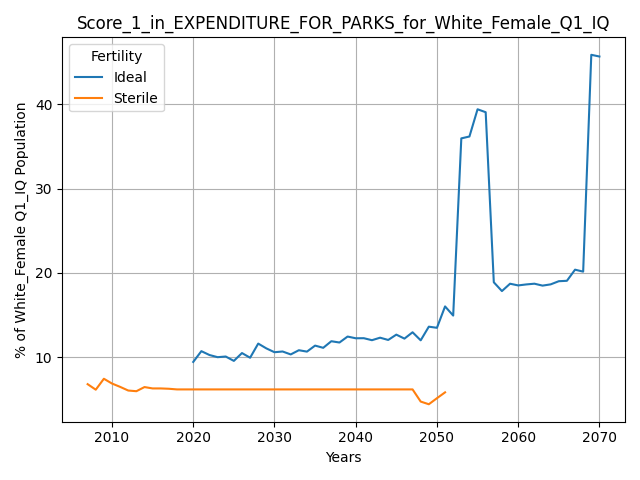 Score_1_in_EXPENDITURE_FOR_PARKS_for_White_Female_Q1_IQ
Fertility
Ideal
Sterile
% of White_Female Q1_IQ Population
40
30
20
10
2010 2020 2030 2040 2050 2060 2070
Years